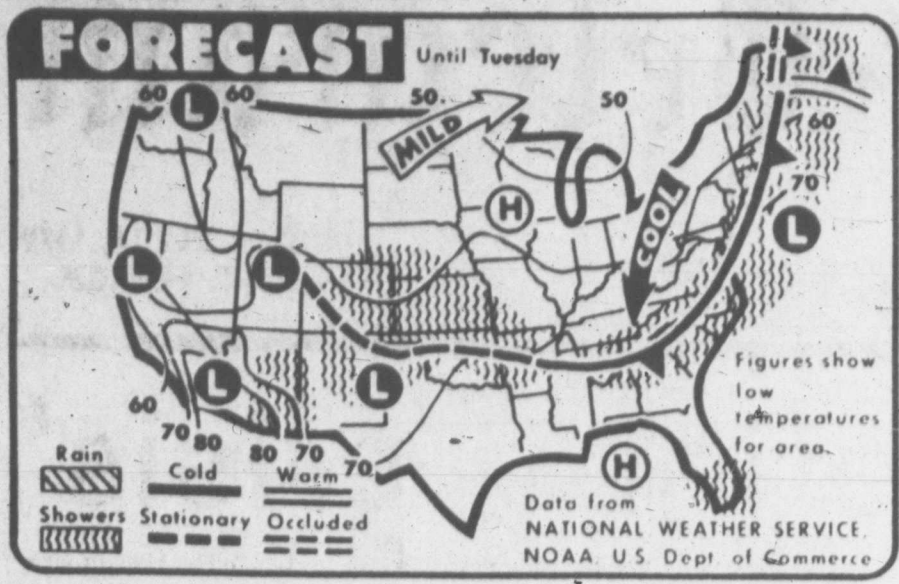 FORECAST
Until Tuesday
60 L 60 50. 50
MILD
60
H
70
COOL
L
L L
L L
60
70 80 80 70 70
Figures show
low
temperatures
for area.
Rain Cold Warm
Showers Stationary Occluded
H
Data from
NATIONAL WEATHER SERVICE,
NOAA, U.S. Dept. of Commerce